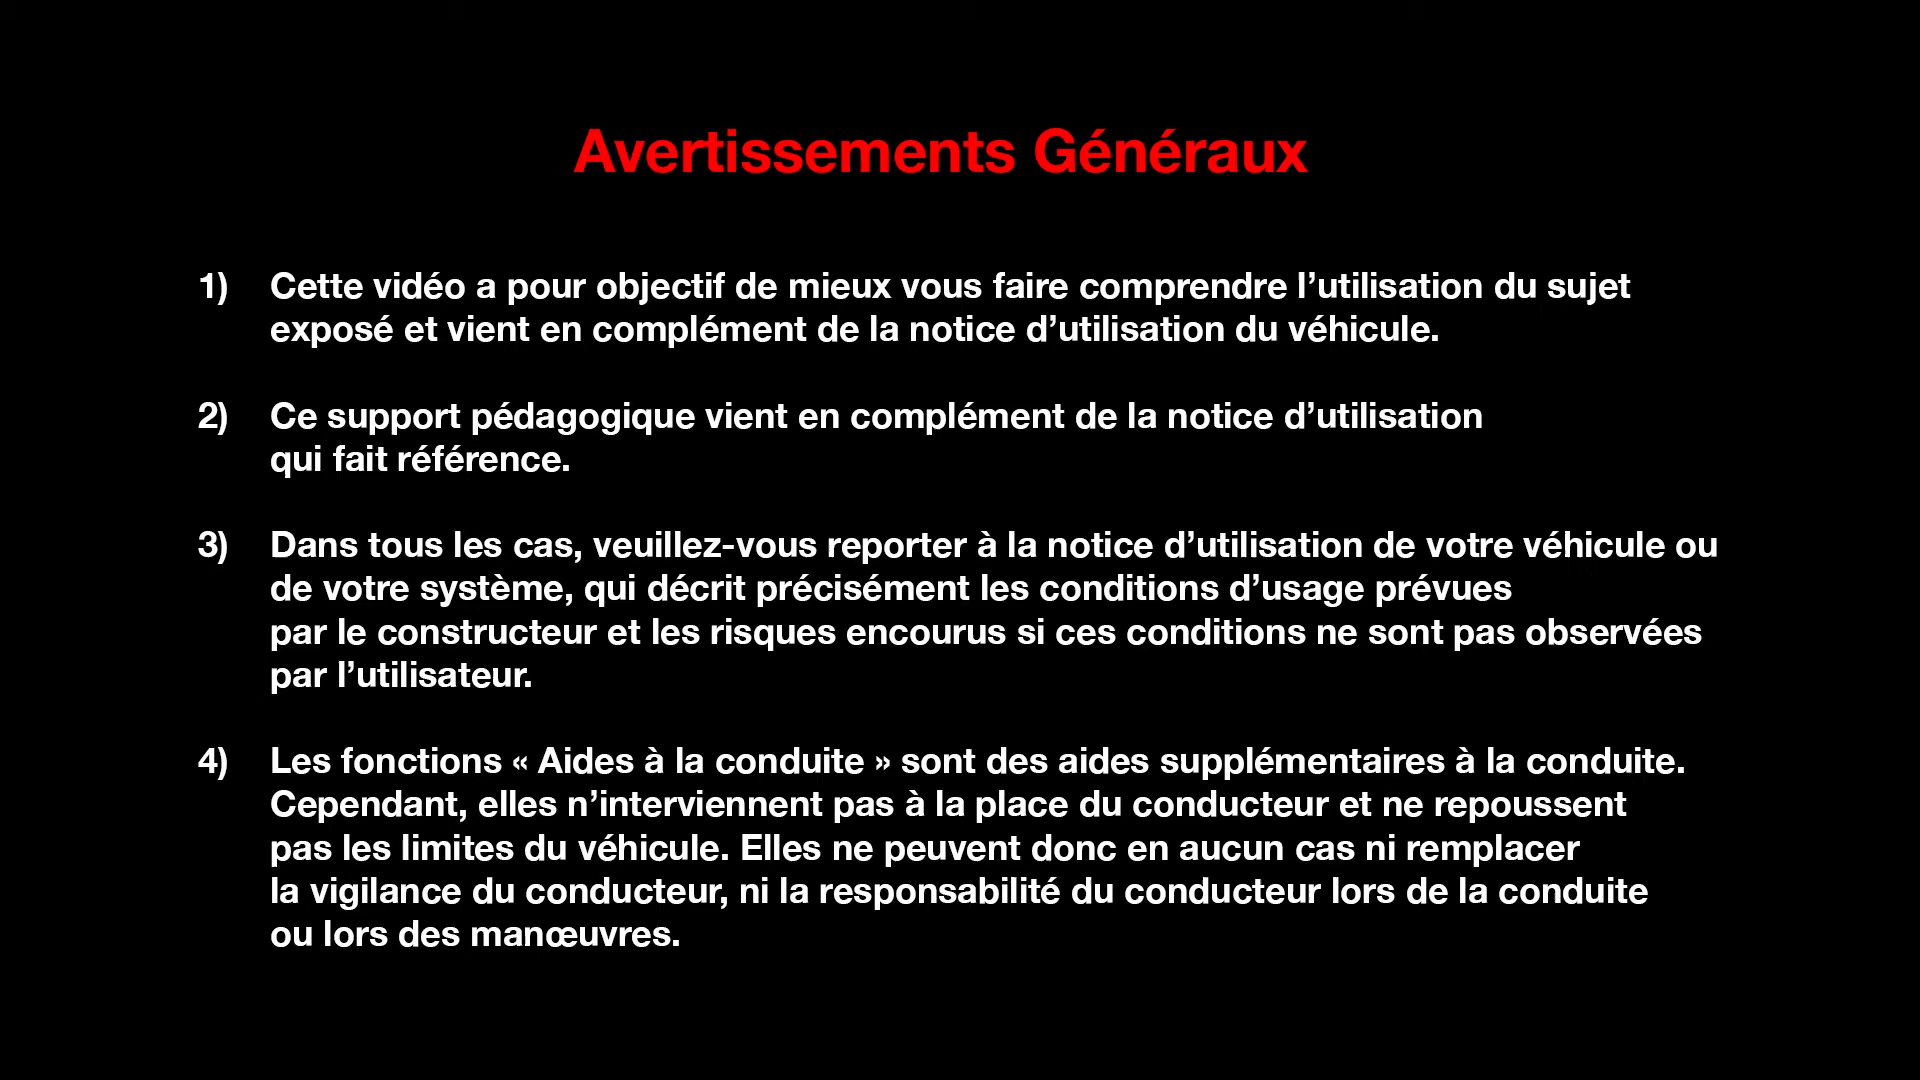 Avertissements Généraux
1) Cette vidéo a pour objectif de mieux vous faire comprendre l’utilisation du sujet
exposé et vient en complément de la notice d’utilisation du véhicule.
2) Ce support pédagogique vient en complément de la notice d’utilisation
qui fait référence.
3) Dans tous les cas, veuillez-vous reporter à la notice d’utilisation de votre véhicule ou
de votre système, qui décrit précisément les conditions d’usage prévues
par le constructeur et les risques encourus si ces conditions ne sont pas observées
par l’utilisateur.
4) Les fonctions « Aides à la conduite » sont des aides supplémentaires à la conduite.
Cependant, elles n’interviennent pas à la place du conducteur et ne repoussent
pas les limites du véhicule. Elles ne peuvent donc en aucun cas ni remplacer
la vigilance du conducteur, ni la responsabilité du conducteur lors de la conduite
ou lors des manœuvres.